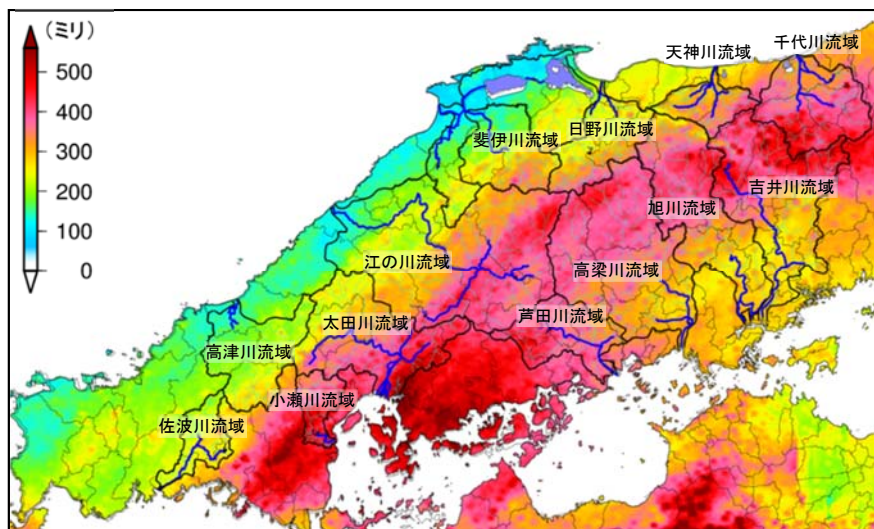 (ミリ)
500
400
300
200
100
0
天神川流域
千代川流域
斐伊川流域
日野川流域
吉井川流域
旭川流域
江の川流域
高梁川流域
太田川流域
芦田川流域
高津川流域
小瀬川流域
佐波川流域